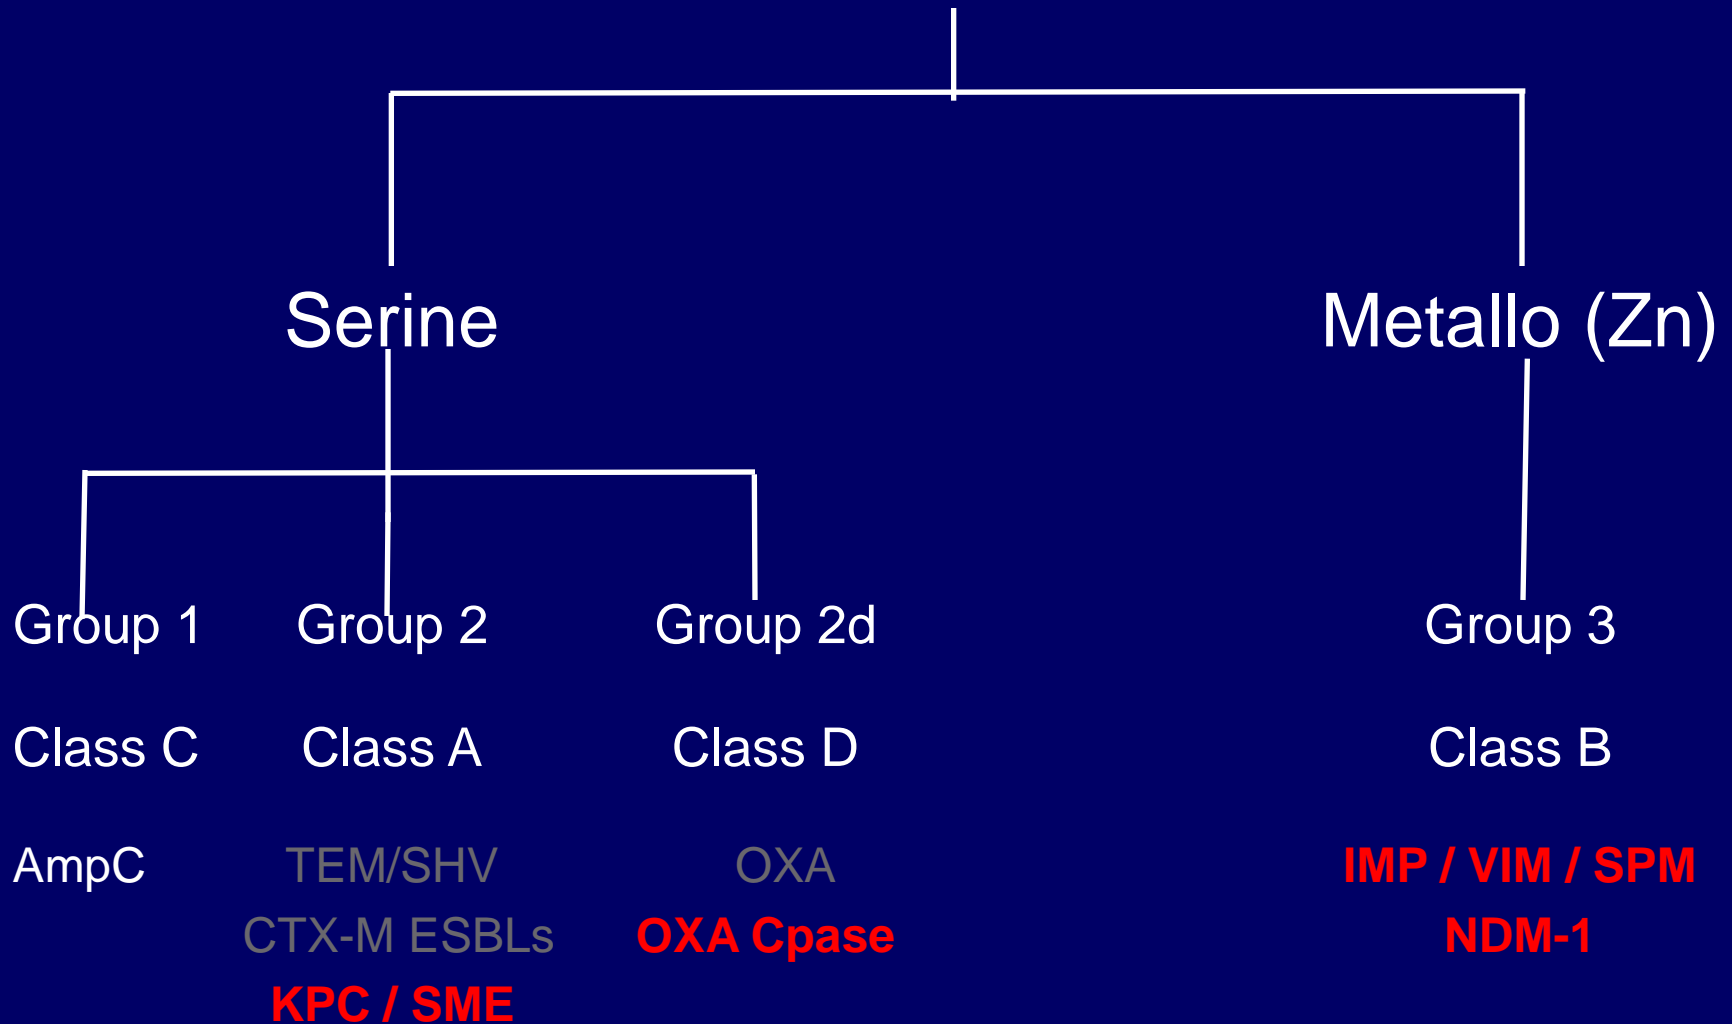 Serine
Metallo (Zn)
Group 1
Group 2
Group 2d
Group 3
Class C
Class A
Class D
Class B
AmpC
TEM/SHV
OXA
IMP / VIM / SPM
CTX-M ESBLs
OXA Cpase
NDM-1
KPC / SME